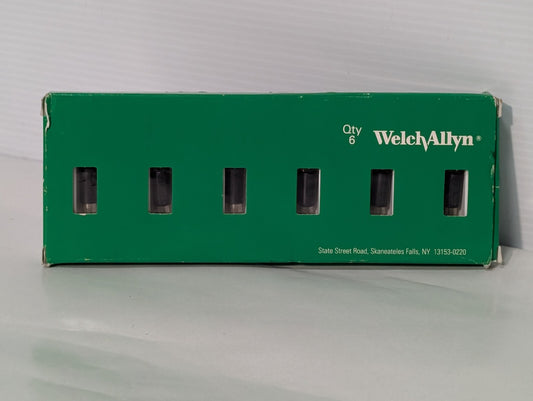 Qty
6
WelchAllyn®
State Street Road, Skaneateles Falls, NY 13153-0220